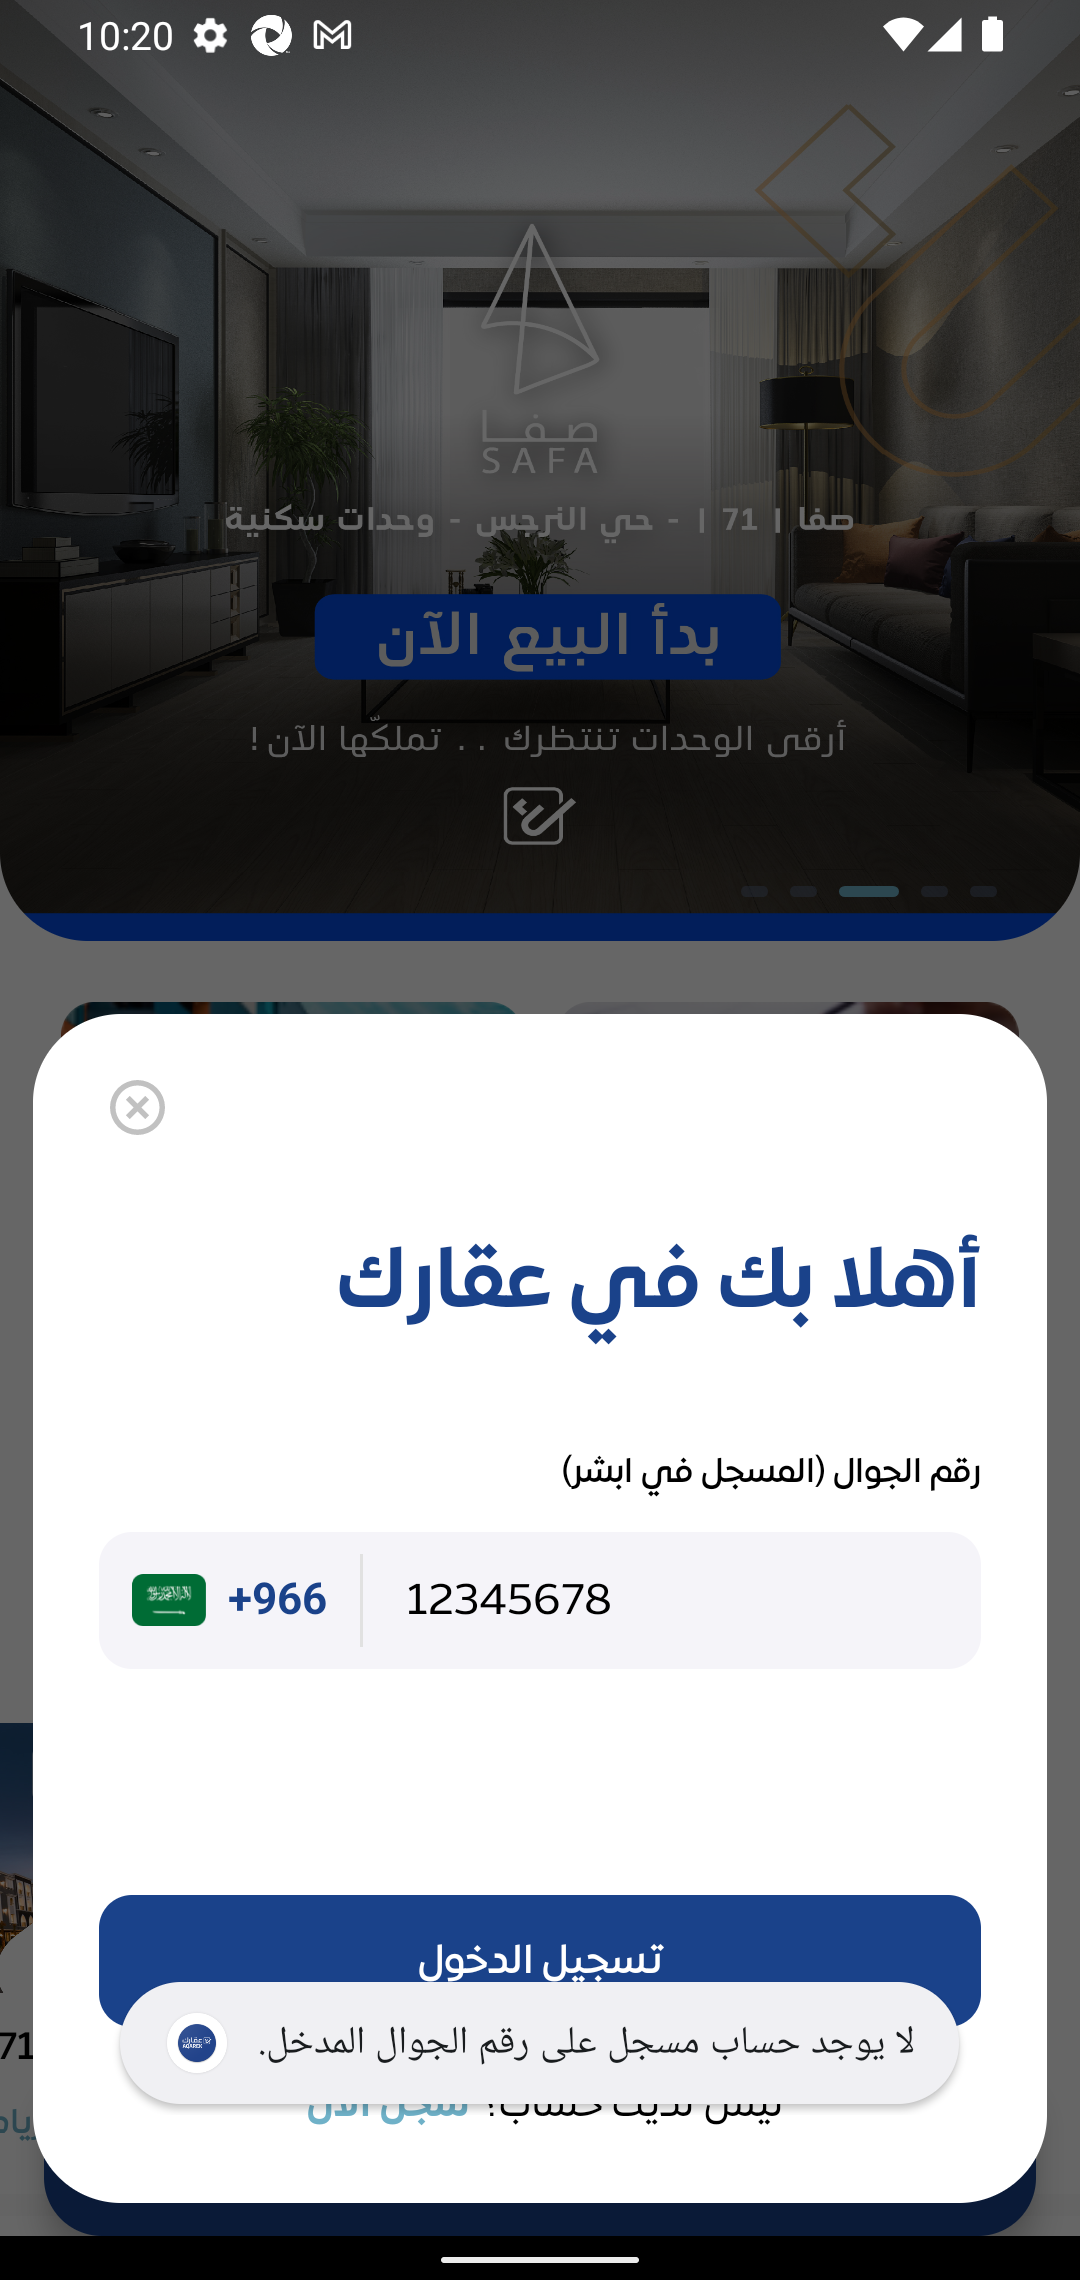 10:20
صفا
SAFA
صفا | 71 | - حي النرجس - وحدات سكنية
بدأ البيع الآن
أرقى الوحدات تنتظرك . . تملكّها الآن !
أهلا بك في عقارك
رقم الجوال (المسجل في ابشر)
+966
12345678
تسجيل الدخول
لا يوجد حساب مسجل على رقم الجوال المدخل.
ليس لديك حساب؟ سجل الآن
71